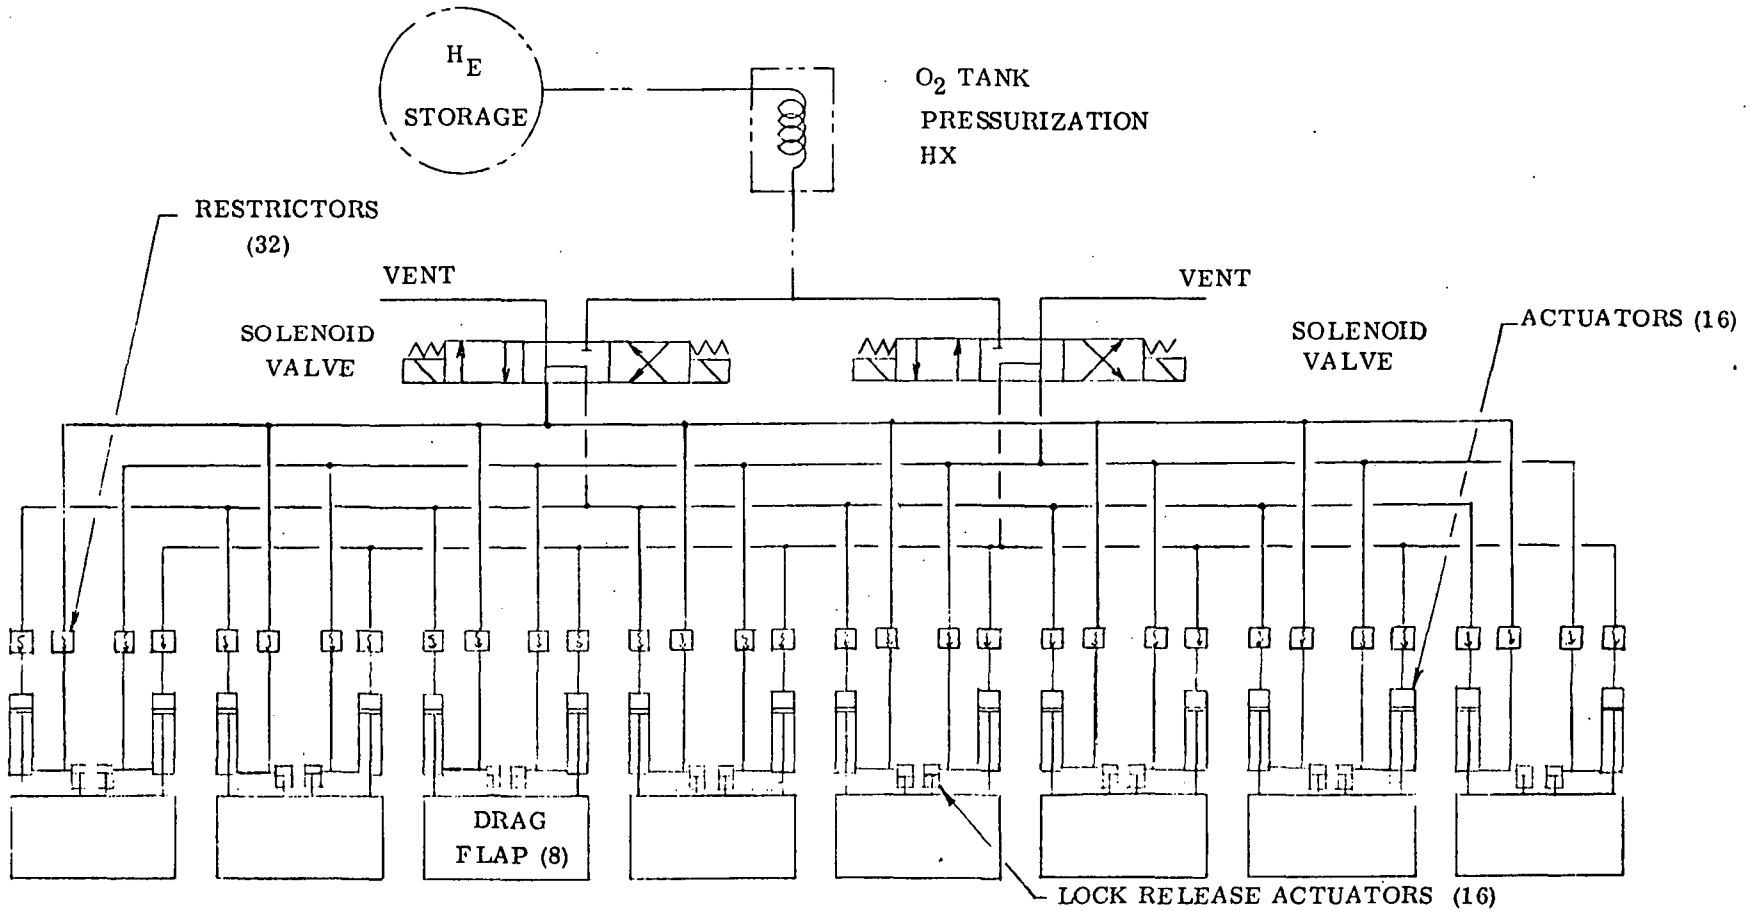 HE
STORAGE
O2 TANK
PRESSURIZATION
HX
RESTRICTORS
(32)
VENT
VENT
SOLENOID
VALVE
SOLENOID
VALVE
ACTUATORS (16)
DRAG
FLAP (8)
LOCK RELEASE ACTUATORS (16)